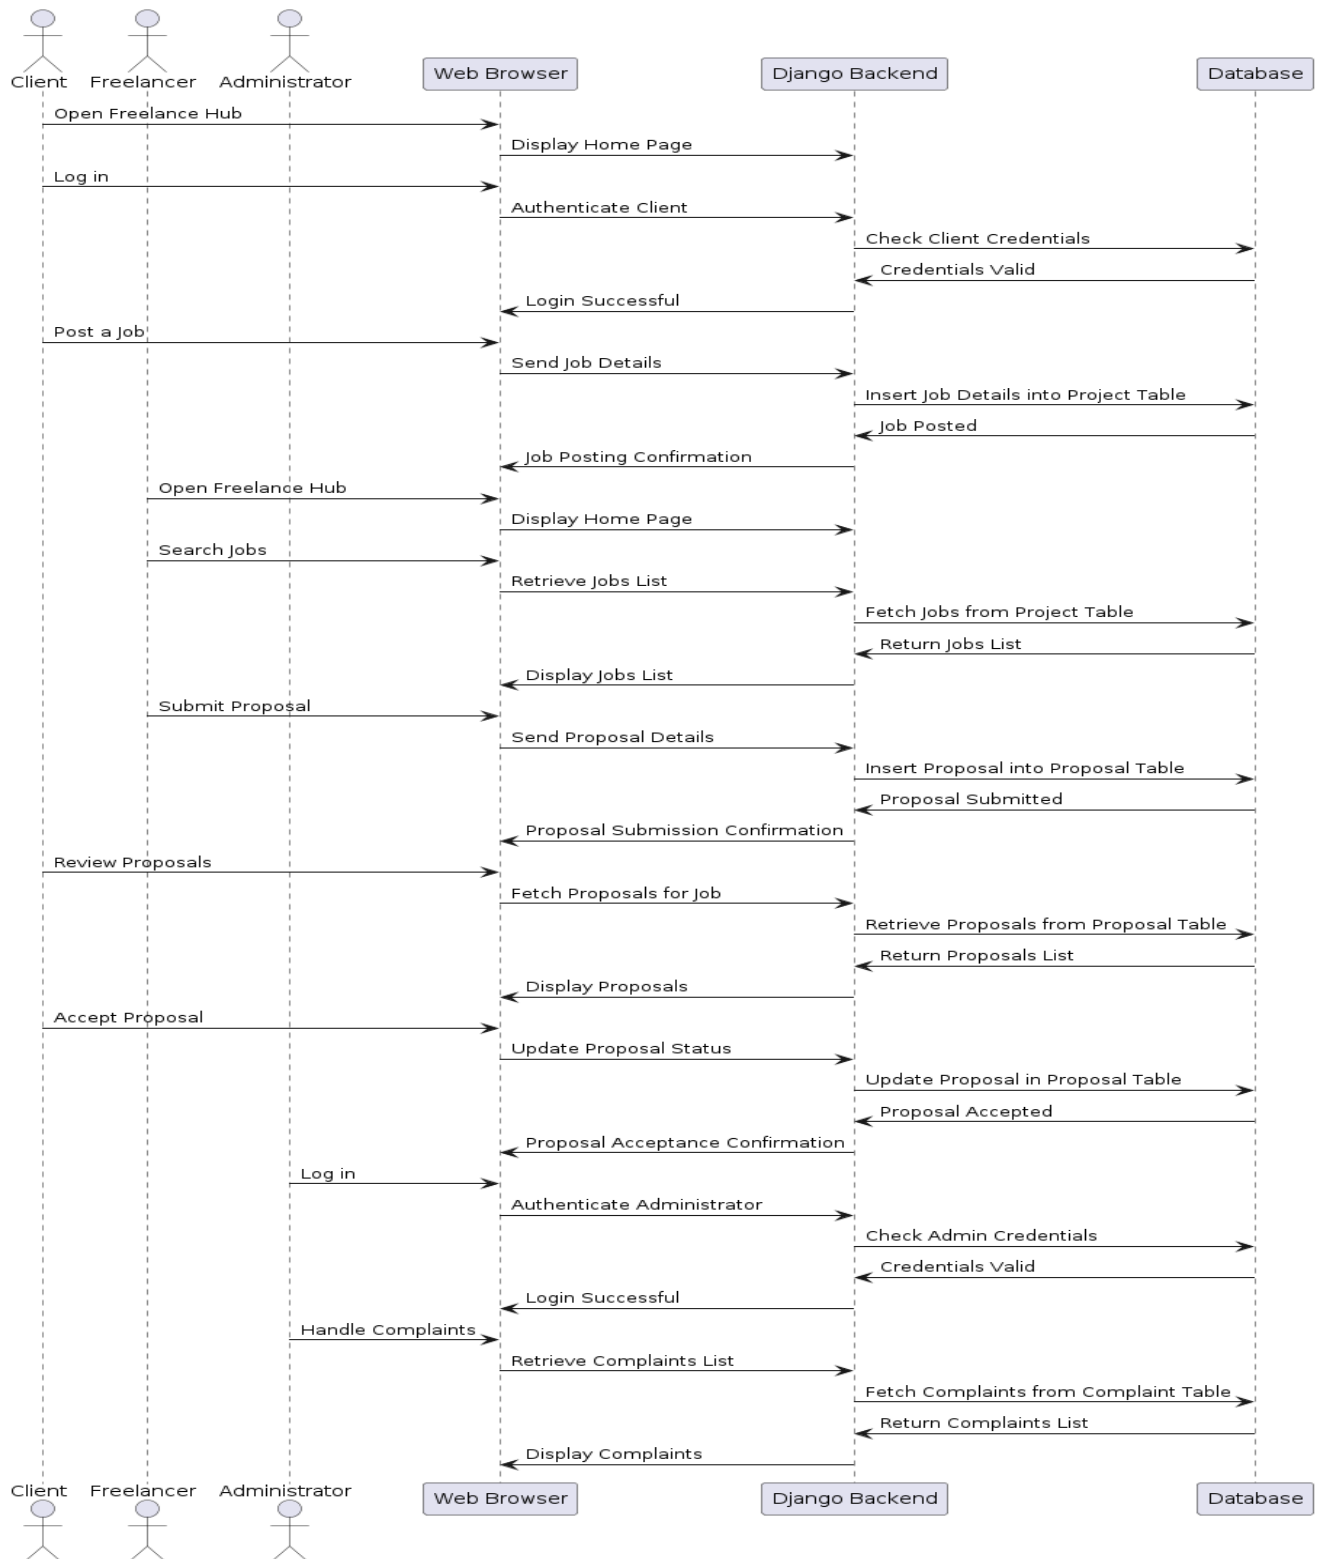 Client Freelancer Administrator Web Browser Django Backend Database
Open Freelance Hub
Display Home Page
Log in
Authenticate Client
Check Client Credentials
Credentials Valid
Login Successful
Post a Job
Send Job Details
Insert Job Details into Project Table
Job Posted
Job Posting Confirmation
Open Freelance Hub
Display Home Page
Search Jobs
Retrieve Jobs List
Fetch Jobs from Project Table
Return Jobs List
Display Jobs List
Submit Proposal
Send Proposal Details
Insert Proposal into Proposal Table
Proposal Submitted
Proposal Submission Confirmation
Review Proposals
Fetch Proposals for Job
Retrieve Proposals from Proposal Table
Return Proposals List
Display Proposals
Accept Proposal
Update Proposal Status
Update Proposal in Proposal Table
Proposal Accepted
Proposal Acceptance Confirmation
Log in
Authenticate Administrator
Check Admin Credentials
Credentials Valid
Login Successful
Handle Complaints
Retrieve Complaints List
Fetch Complaints from Complaint Table
Return Complaints List
Display Complaints
Client Freelancer Administrator Web Browser Django Backend Database